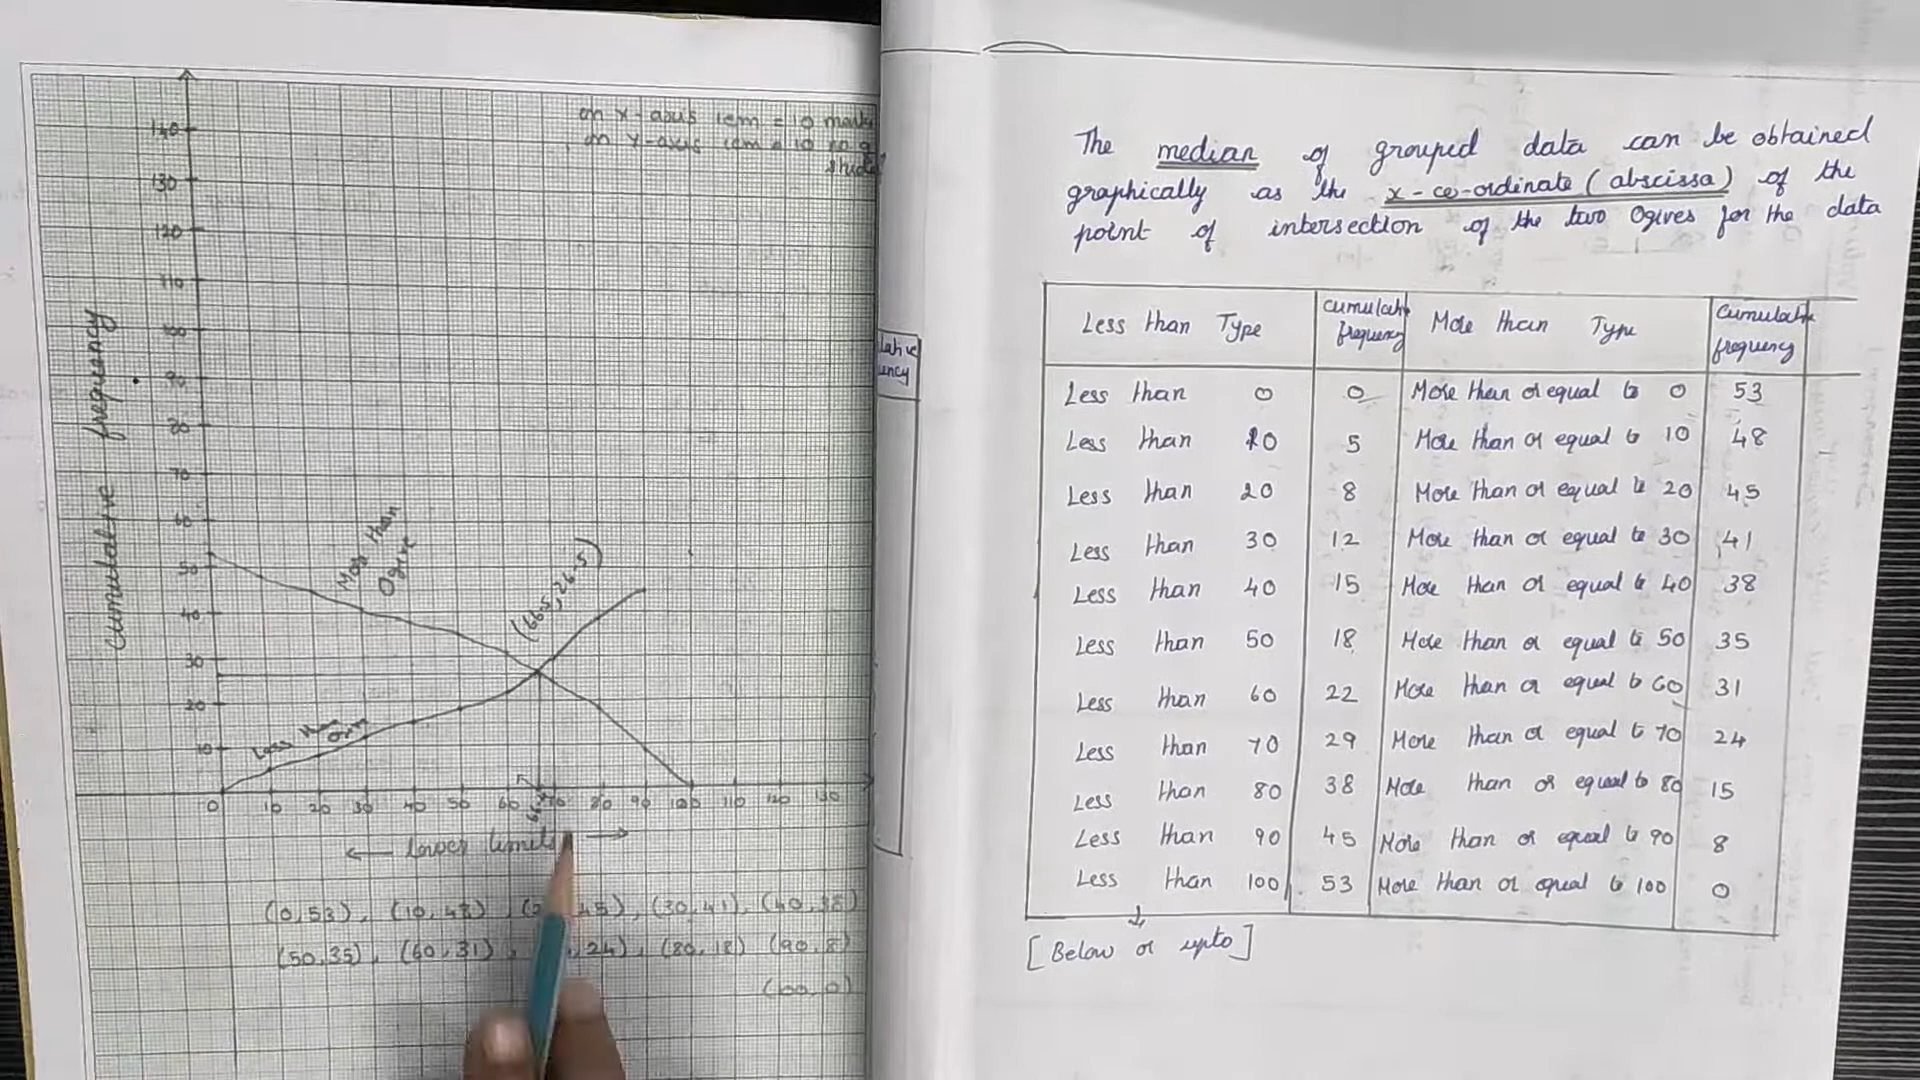 on x-axis 1cm = 10 marks
on y-axis 1cm = 10 no of
140
130
120
110
100
90
80
70
60
50
40
30
20
10
cumulative frequency
More than
Ogive
(66.5, 26.5)
Less than
0 10 20 30 40 50 60 70 80 90 100 110 120 130
lower limits
(0,53), (10,48), (30,41), (40,38)
(50,35), (60,31), ,24), (80,18) (90,8)
The median of grouped data can be obtained
graphically as the x-co-ordinate (abscissa) of the
point of intersection of the two Ogives for the data
Less than Type cumulative frequency More than Type Cumulative frequency
Less than 0 0 More than or equal to 0 53
Less than 10 5 More than or equal to 10 48
Less than 20 8 More than or equal to 20 45
Less than 30 12 More than or equal to 30 41
Less than 40 15 More than or equal to 40 38
Less than 50 18 More than or equal to 50 35
Less than 60 22 More than or equal to 60 31
Less than 70 29 More than or equal to 70 24
Less than 80 38 More than or equal to 80 15
Less than 90 45 More than or equal to 90 8
Less than 100 53 More than or equal to 100 0
[Below or upto]